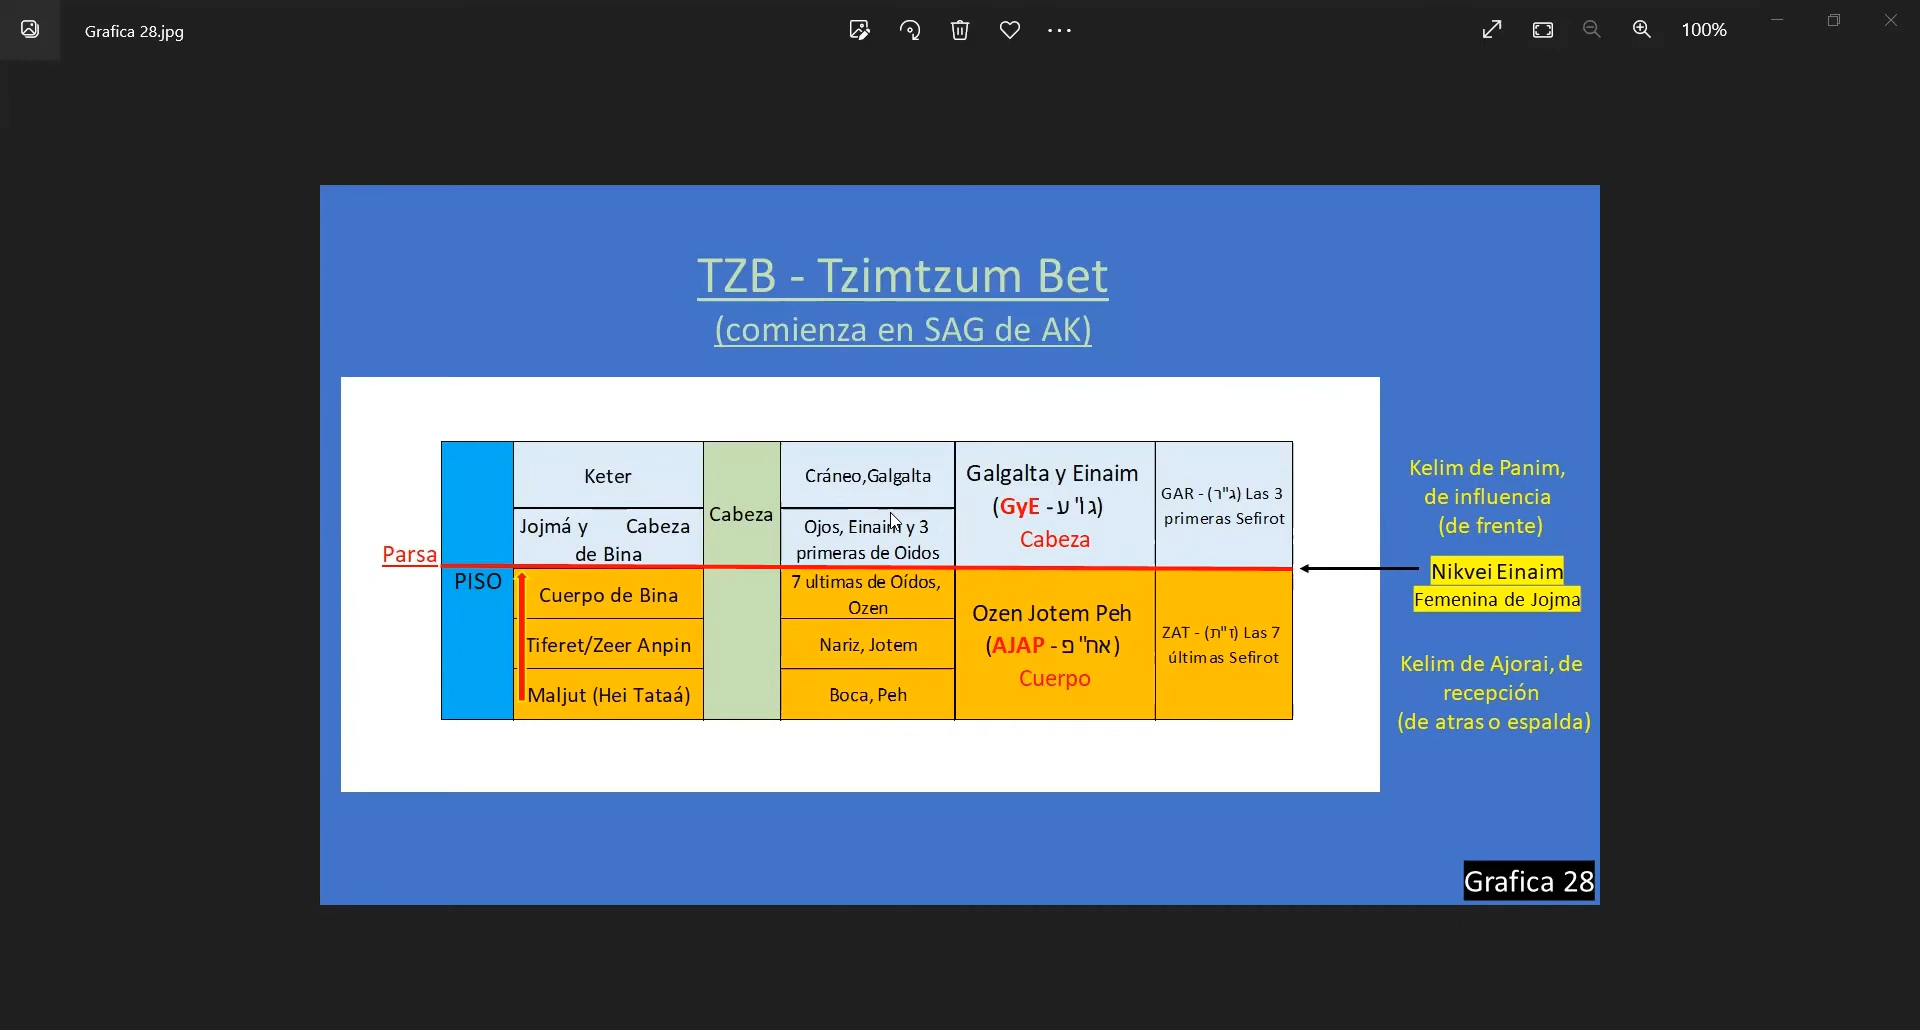 Grafica 28.jpg
100%
TZB - Tzimtzum Bet
(comienza en SAG de AK)
Parsa
PISO
Keter
Jojmá y Cabeza
de Bina
Cuerpo de Bina
Tiferet/Zeer Anpin
Maljut (Hei Tataá)
Cabeza
Cráneo,Galgalta
Ojos, Einaim y 3
primeras de Oidos
7 ultimas de Oídos,
Ozen
Nariz, Jotem
Boca, Peh
Galgalta y Einaim
(GyE - ג"ו ע)
Cabeza
Ozen Jotem Peh
(AJAP - אח"פ)
Cuerpo
GAR - (ג"ר) Las 3
primeras Sefirot
ZAT - (ז"ת) Las 7
últimas Sefirot
Kelim de Panim,
de influencia
(de frente)
Nikvei Einaim
Femenina de Jojma
Kelim de Ajorai, de
recepción
(de atras o espalda)
Grafica 28